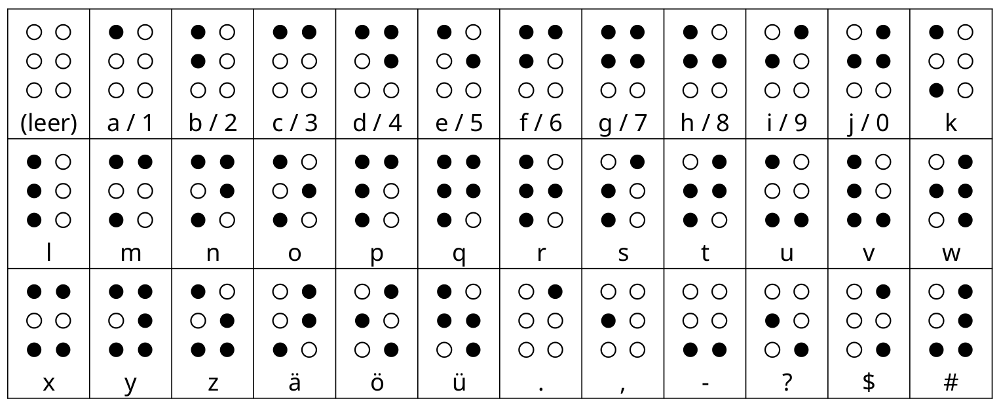 (leer) a / 1 b / 2 c / 3 d / 4 e / 5 f / 6 g / 7 h / 8 i / 9 j / 0 k
l m n o p q r s t u v w
x y z ä ö ü . , - ? $ #